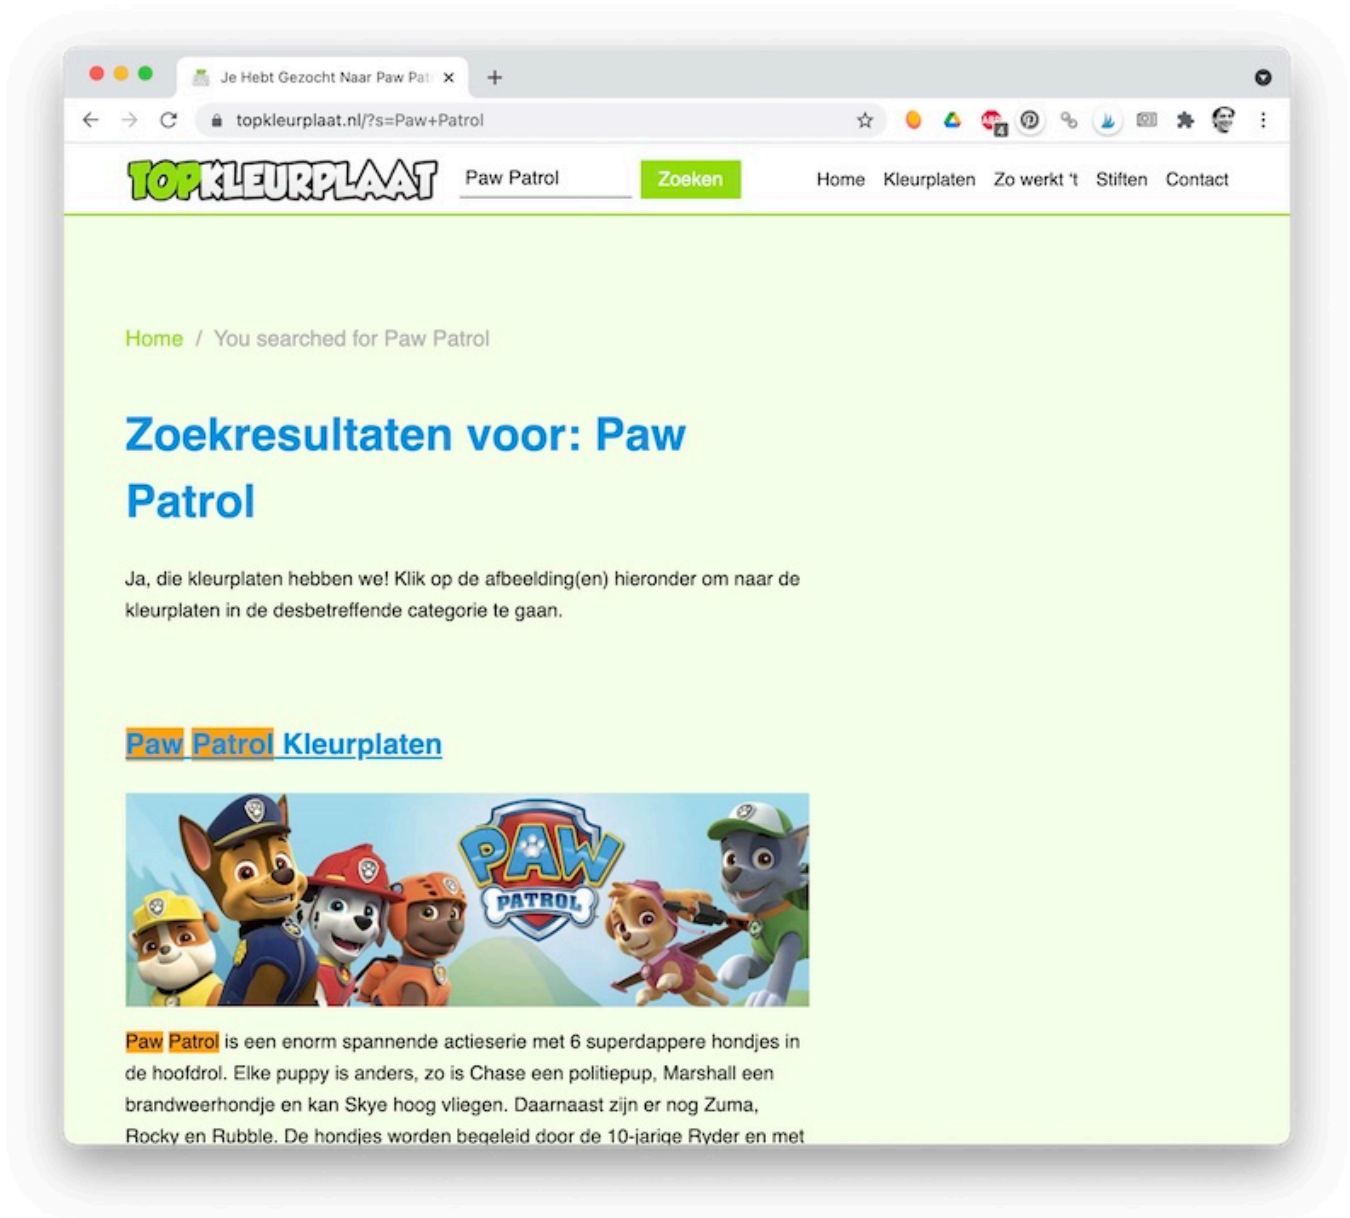 Je Hebt Gezocht Naar Paw Pat
topkleurplaat.nl/?s=Paw+Patrol
4
TOPKLEURPLAAT Paw Patrol Zoeken Home Kleurplaten Zo werkt ‘t Stiften Contact
Home / You searched for Paw Patrol
Zoekresultaten voor: Paw
Patrol
Ja, die kleurplaten hebben we! Klik op de afbeelding(en) hieronder om naar de
kleurplaten in de desbetreffende categorie te gaan.
Paw Patrol Kleurplaten
PAW
PATROL
Paw Patrol is een enorm spannende actieserie met 6 superdappere hondjes in
de hoofdrol. Elke puppy is anders, zo is Chase een politiepup, Marshall een
brandweerhondje en kan Skye hoog vliegen. Daarnaast zijn er nog Zuma,
Rocky en Rubble. De hondjes worden begeleid door de 10-jarige Ryder en met